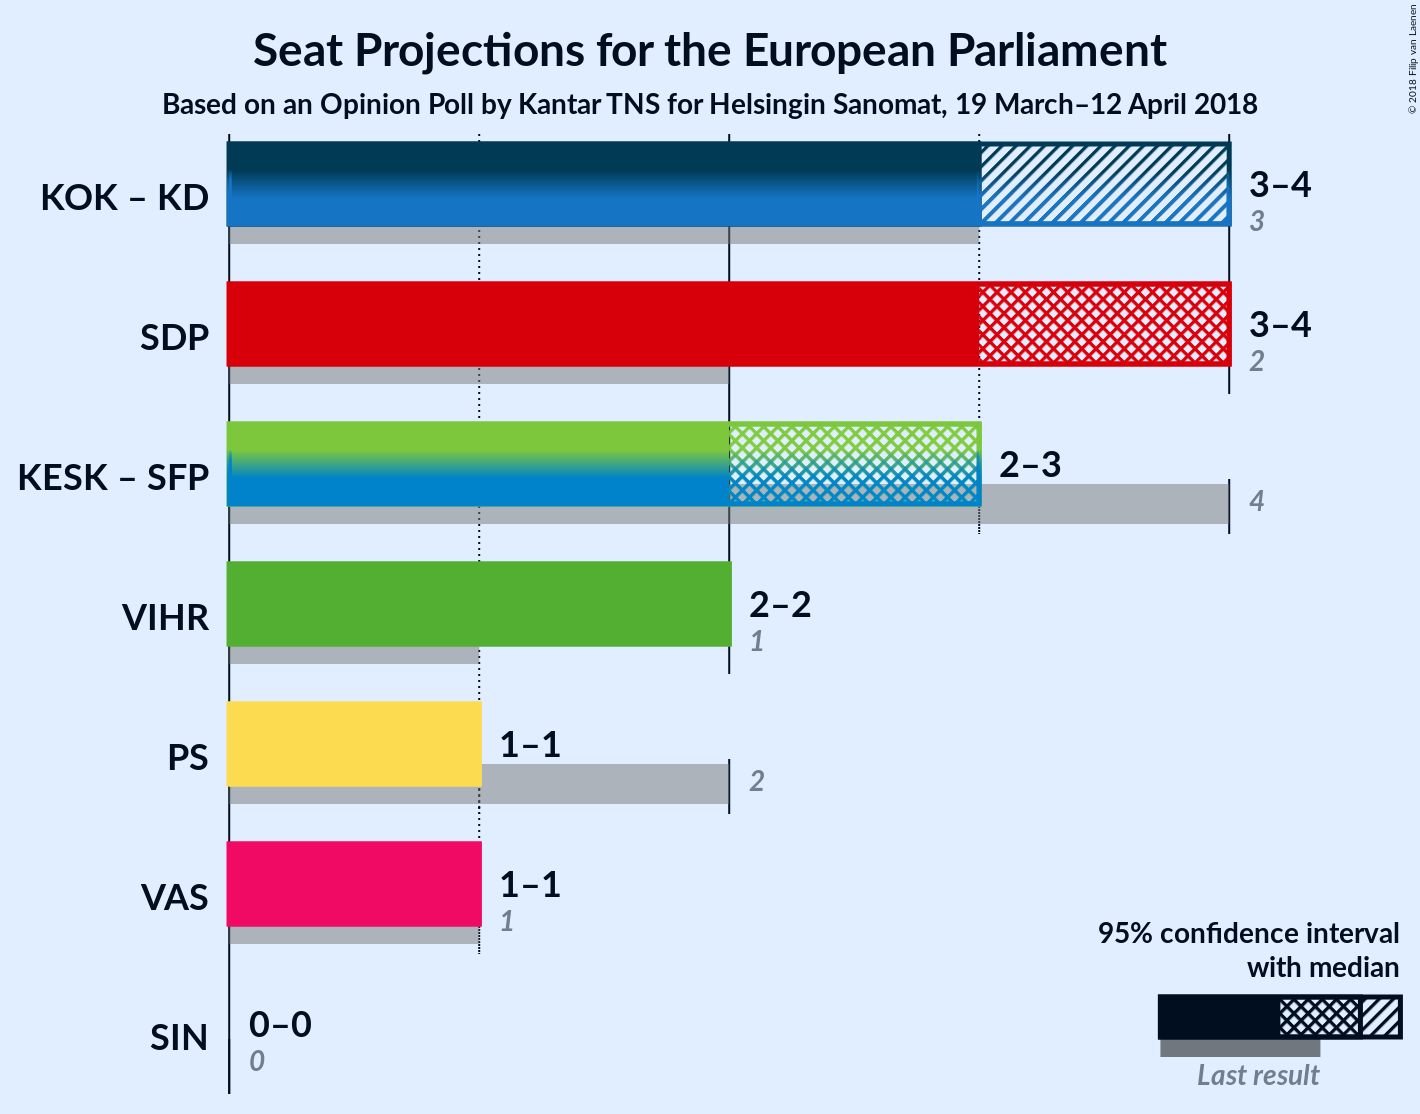 Seat Projections for the European Parliament
Based on an Opinion Poll by Kantar TNS for Helsingin Sanomat, 19 March–12 April 2018
© 2018 Filip van Laenen
KOK – KD
3–4
3
SDP
3–4
2
KESK – SFP
2–3
4
VIHR
2–2
1
PS
1–1
2
VAS
1–1
1
SIN
0–0
0
95% confidence interval
with median
Last result